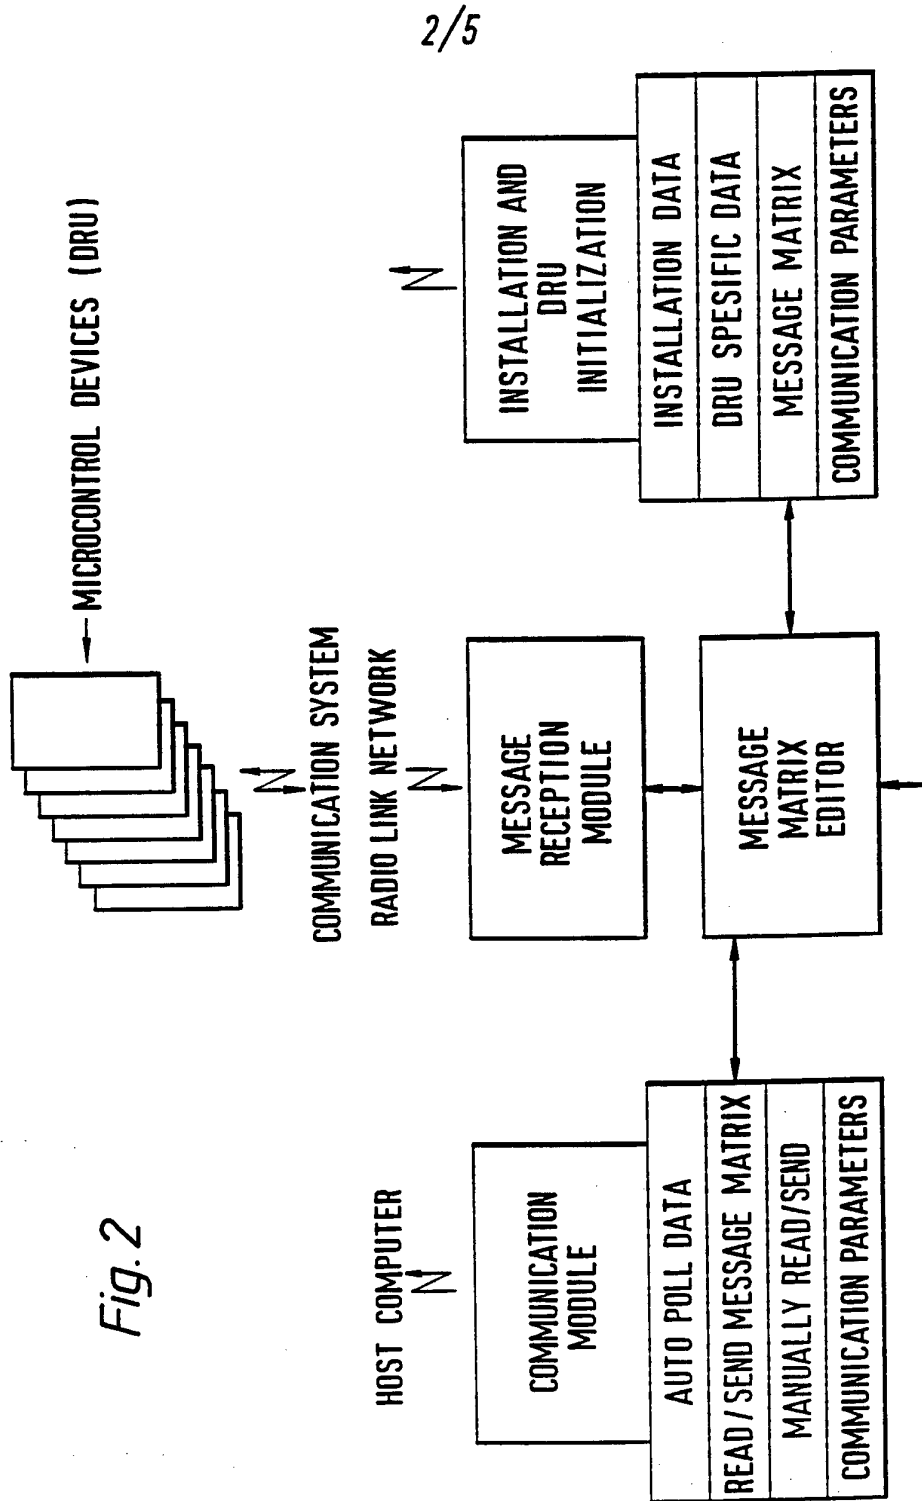 2/5
Fig. 2
MICROCONTROL DEVICES (DRU)
COMMUNICATION SYSTEM
RADIO LINK NETWORK
HOST COMPUTER
COMMUNICATION
MODULE
AUTO POLL DATA
READ/SEND MESSAGE MATRIX
MANUALLY READ/SEND
COMMUNICATION PARAMETERS
MESSAGE
RECEPTION
MODULE
MESSAGE
MATRIX
EDITOR
INSTALLATION AND
DRU
INITIALIZATION
INSTALLATION DATA
DRU SPESIFIC DATA
MESSAGE MATRIX
COMMUNICATION PARAMETERS